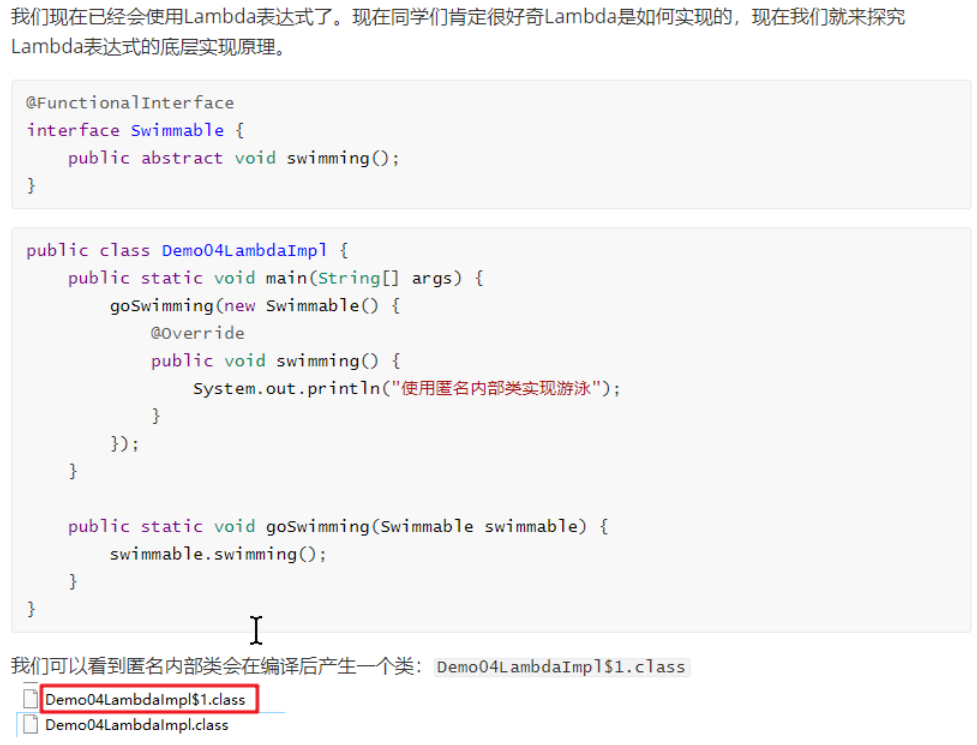 我们现在已经会使用Lambda表达式了。现在同学们肯定很好奇Lambda是如何实现的，现在我们就来探究
Lambda表达式的底层实现原理。
@FunctionalInterface
interface Swimmable {
    public abstract void swimming();
}
public class Demo04LambdaImpl {
    public static void main(String[] args) {
        goSwimming(new Swimmable() {
            @Override
            public void swimming() {
                System.out.println("使用匿名内部类实现游泳");
            }
        });
    }
    public static void goSwimming(Swimmable swimmable) {
        swimmable.swimming();
    }
}
我们可以看到匿名内部类会在编译后产生一个类：Demo04LambdaImpl$1.class
Demo04LambdaImpl$1.class
Demo04LambdaImpl.class